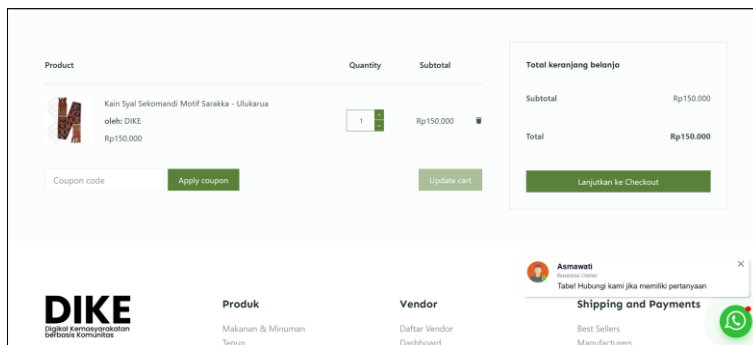 Product Quantity Subtotal
Kain Syal Sekomandi Motif Sarakka - Ulukarua
oleh: DIKE
Rp150.000
1
Rp150.000
Coupon code
Apply coupon
Update cart
Total keranjang belanja
Subtotal Rp150.000
Total Rp150.000
Lanjutkan ke Checkout
Asmawati
Business Owner
Tabe! Hubungi kami jika memiliki pertanyaan
DIKE
Digikal Kemasyarakatan
berbasis Komunitas
Produk
Makanan & Minuman
Tenun
Vendor
Daftar Vendor
Dashboard
Shipping and Payments
Best Sellers
Manufacturers